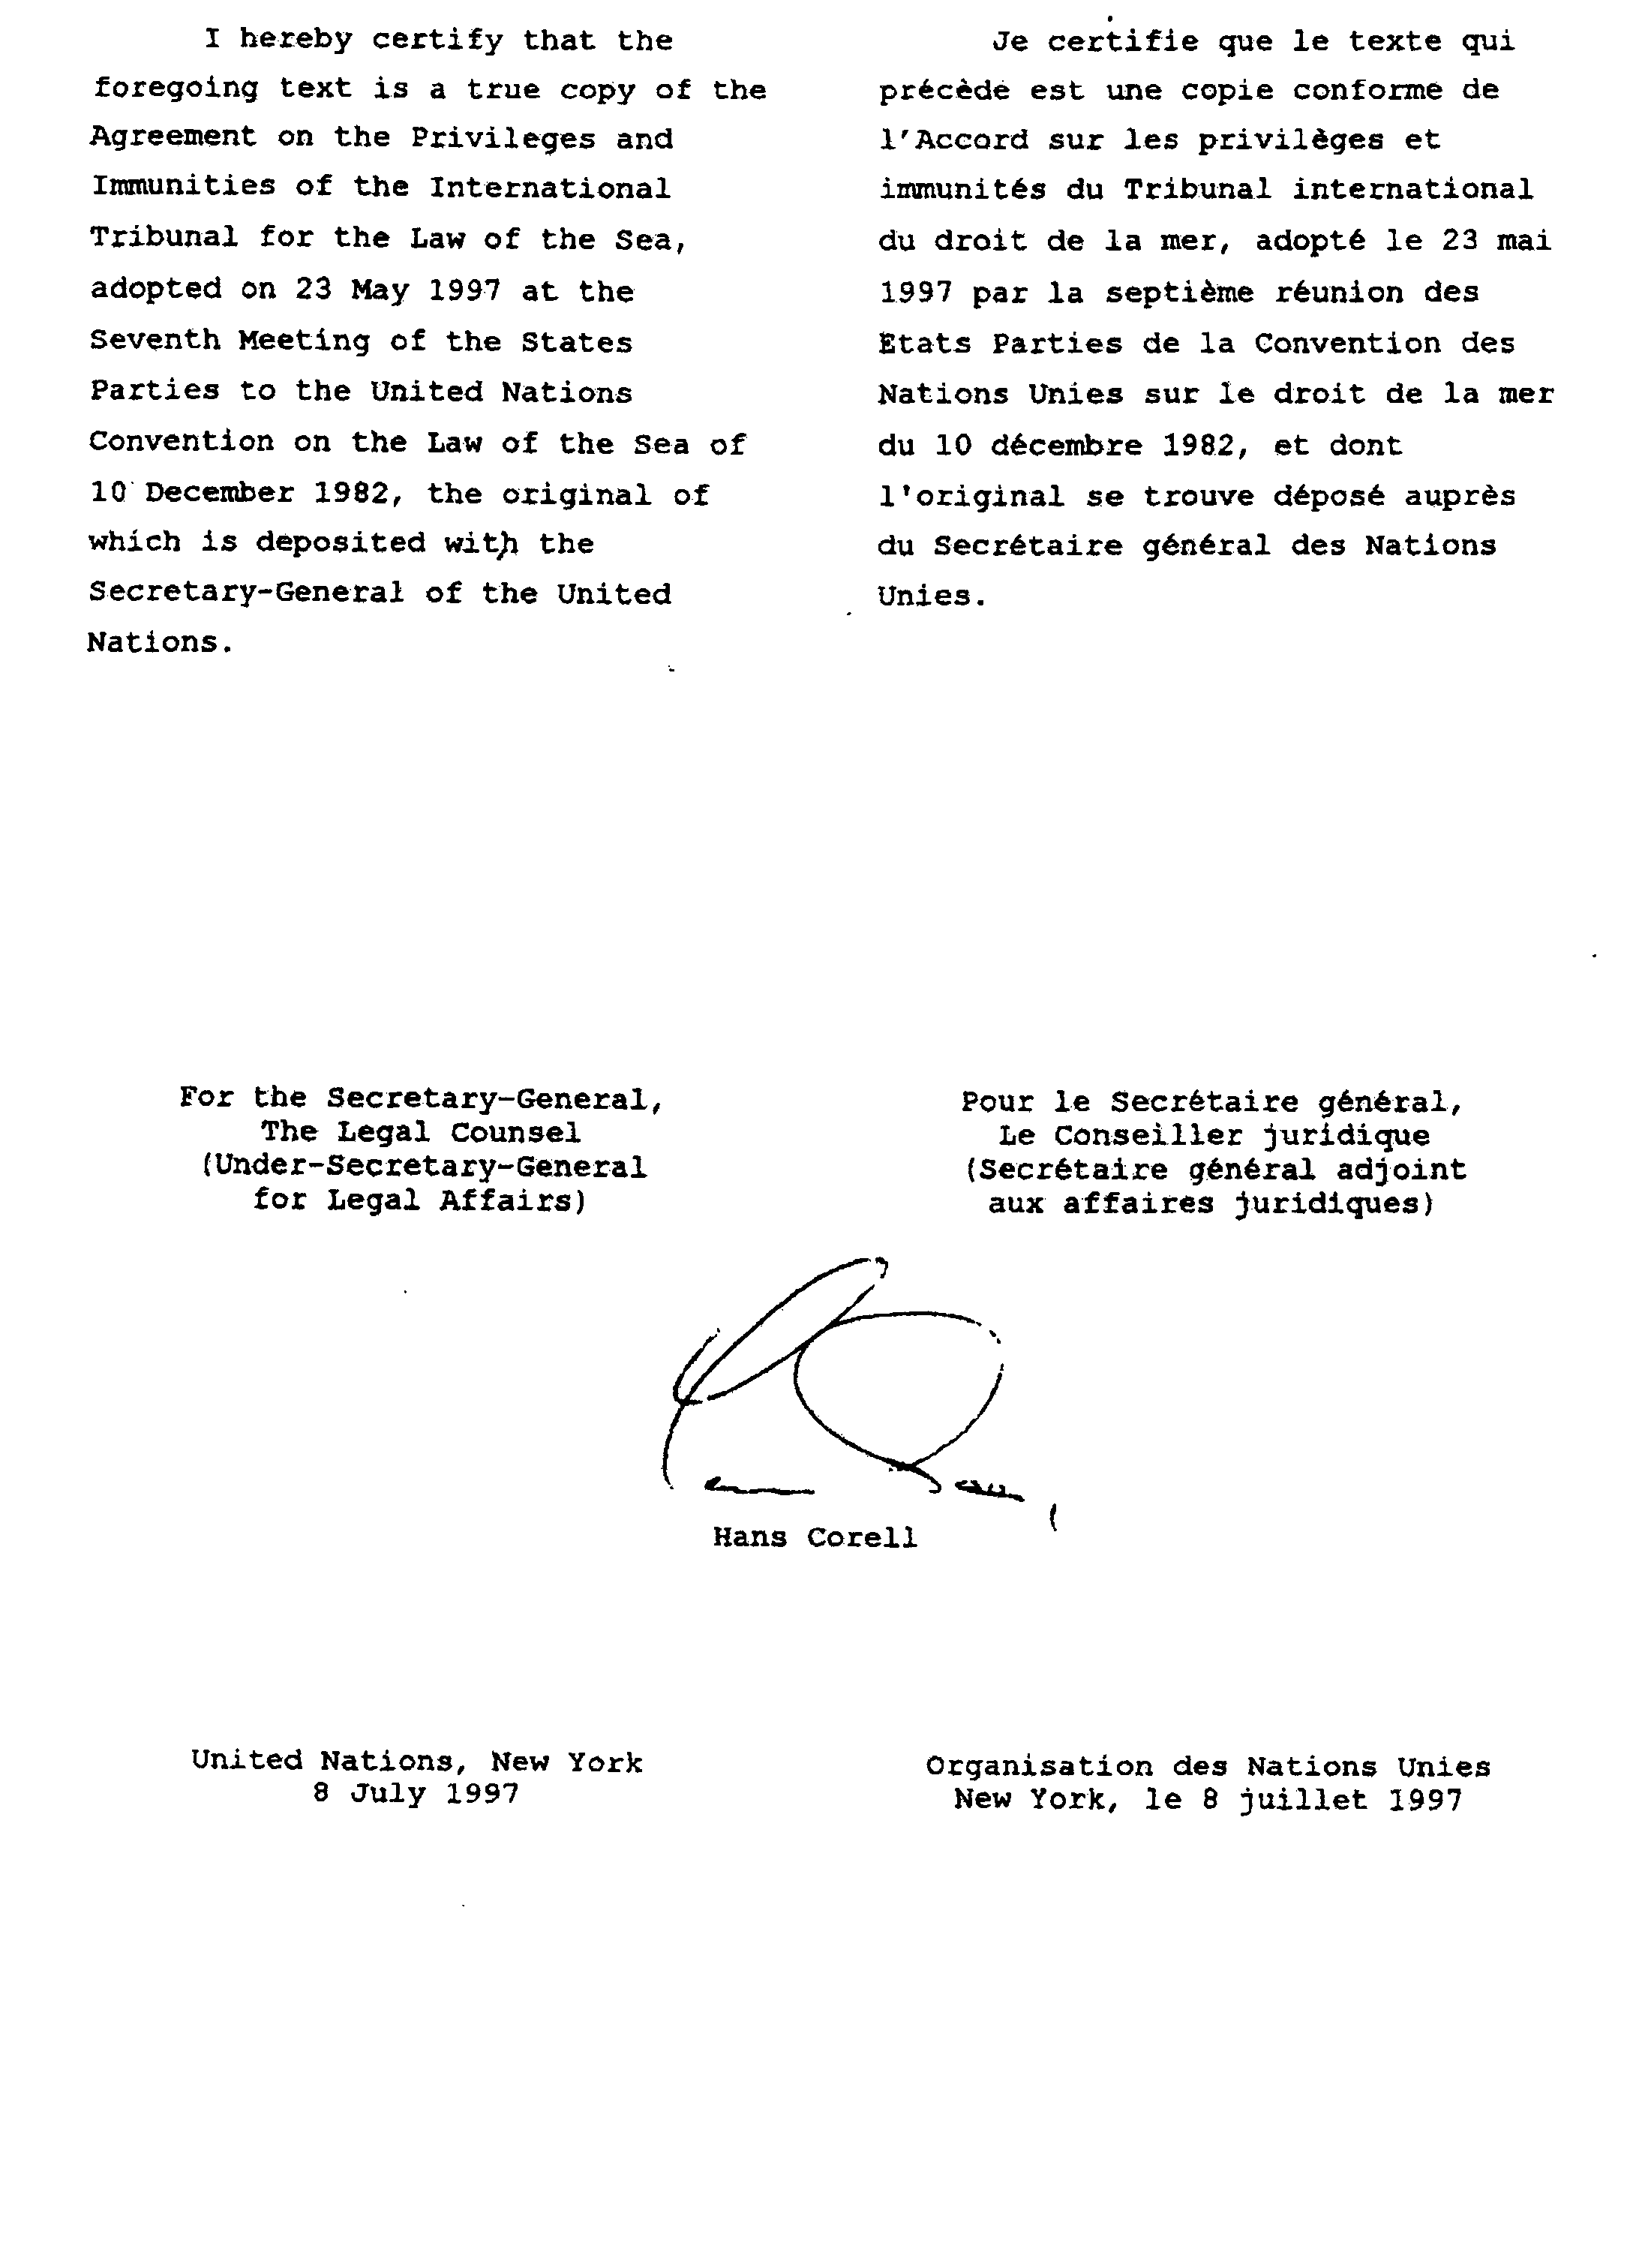 I hereby certify that the
foregoing text is a true copy of the
Agreement on the Privileges and
Immunities of the International
Tribunal for the Law of the Sea,
adopted on 23 May 1997 at the
Seventh Meeting of the States
Parties to the United Nations
Convention on the Law of the Sea of
10 December 1982, the original of
which is deposited with the
Secretary-General of the United
Nations.
Je certifie que le texte qui
précède est une copie conforme de
l'Accord sur les privilèges et
immunités du Tribunal international
du droit de la mer, adopté le 23 mai
1997 par la septième réunion des
Etats Parties de la Convention des
Nations Unies sur le droit de la mer
du 10 décembre 1982, et dont
l'original se trouve déposé auprès
du Secrétaire général des Nations
Unies.
For the Secretary-General,
The Legal Counsel
(Under-Secretary-General
for Legal Affairs)
Pour le Secrétaire général,
Le Conseiller juridique
(Secrétaire général adjoint
aux affaires juridiques)
Hans Corell
United Nations, New York
8 July 1997
Organisation des Nations Unies
New York, le 8 juillet 1997